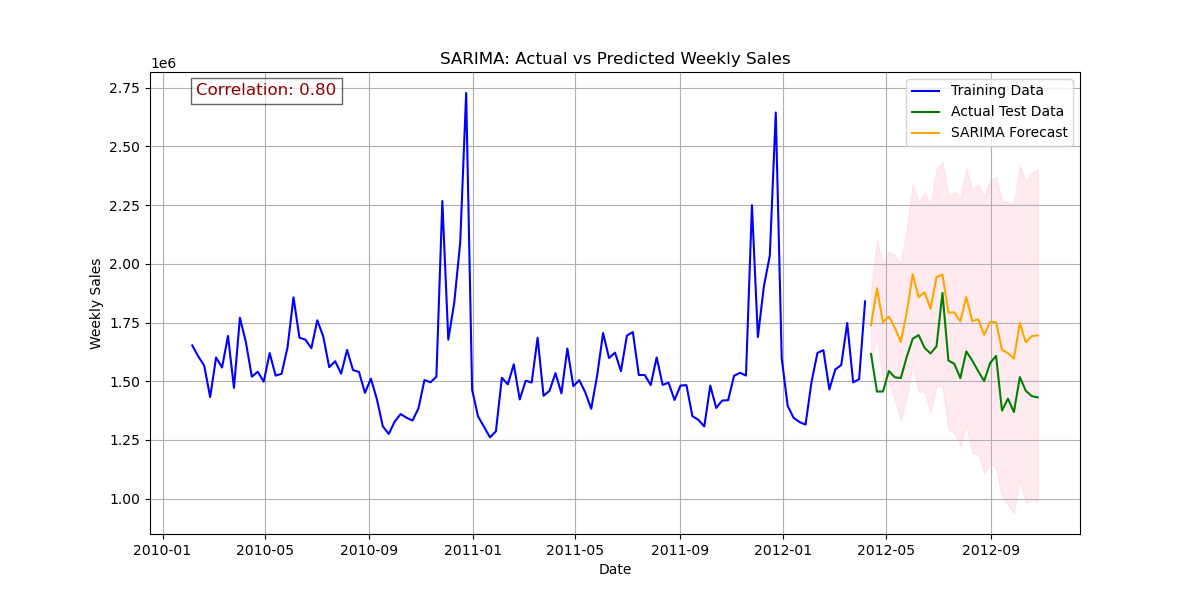 SARIMA: Actual vs Predicted Weekly Sales
1e6
Correlation: 0.80
Training Data
Actual Test Data
SARIMA Forecast
2.75
2.50
2.25
2.00
1.75
1.50
1.25
1.00
Weekly Sales
2010-01 2010-05 2010-09 2011-01 2011-05 2011-09 2012-01 2012-05 2012-09
Date